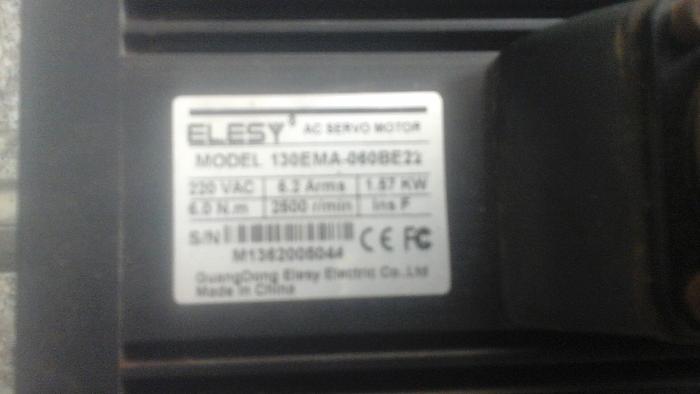 ELESY® AC SERVO MOTOR
MODEL 130EMA-060BE22
220 VAC 6.2 Arms 1.57 KW
6.0 N.m 2500 r/min Ins F
S/N CE FC
M1362005044
GuangDong Elesy Electric Co.,Ltd
Made in China